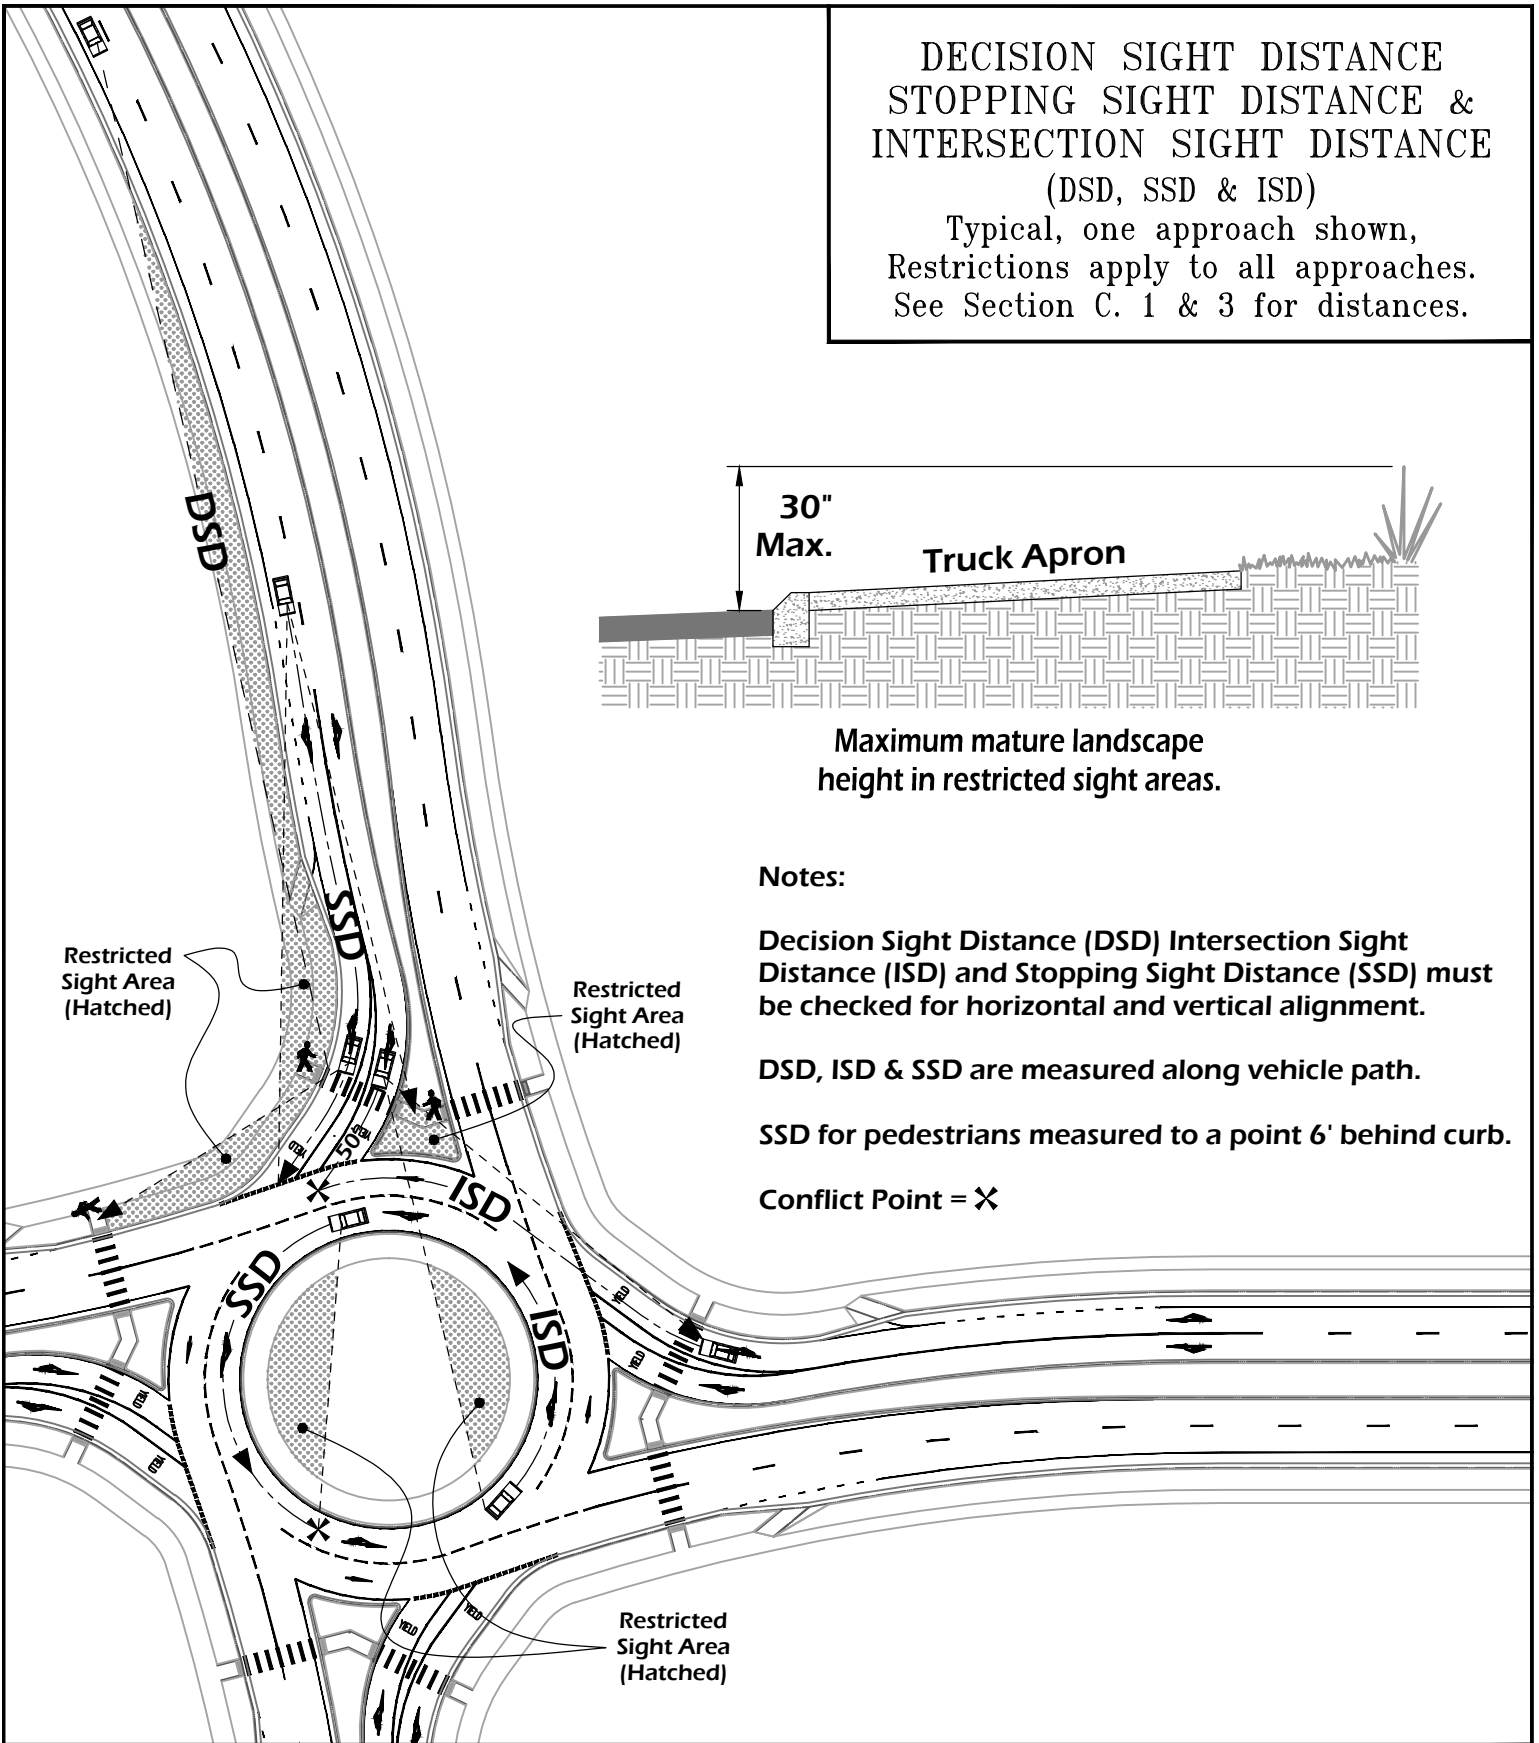 DECISION SIGHT DISTANCE
STOPPING SIGHT DISTANCE &
INTERSECTION SIGHT DISTANCE
(DSD, SSD & ISD)
Typical, one approach shown,
Restrictions apply to all approaches.
See Section C. 1 & 3 for distances.
DSD
30"
Max.
Truck Apron
Maximum mature landscape
height in restricted sight areas.
Notes:
Decision Sight Distance (DSD) Intersection Sight
Distance (ISD) and Stopping Sight Distance (SSD) must
be checked for horizontal and vertical alignment.
DSD, ISD & SSD are measured along vehicle path.
SSD for pedestrians measured to a point 6' behind curb.
Conflict Point =
SSD
Restricted
Sight Area
(Hatched)
Restricted
Sight Area
(Hatched)
YIELD
50'
YIELD
ISD
SSD
ISD
YIELD
YIELD
YIELD
YIELD
YIELD
YIELD
Restricted
Sight Area
(Hatched)